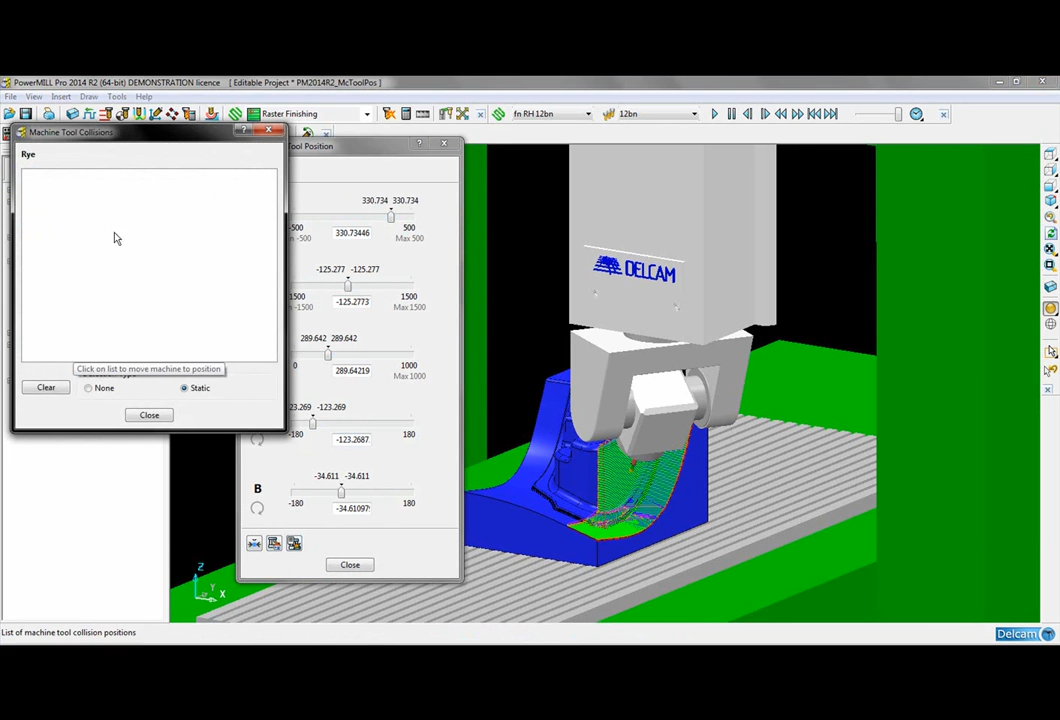 PowerMILL Pro 2014 R2 (64-bit) DEMONSTRATION licence [ Editable Project * PM2014R2_McToolPos ]
File View Insert Draw Tools Help
Raster Finishing
fn RH 12bn
12bn
Machine Tool Collisions
Tool Position
Rye
330.734 330.734
-500 500
330.73446
-500 Max 500
-125.277 -125.277
1500 1500
-125.2773
-1500 Max 1500
289.642 289.642
0 1000
289.64219
Max 1000
Click on list to move machine to position
Clear
None
Static
Close
23.269 -123.269
-180 180
-123.2687
-34.611 -34.611
B
-180 180
-34.61097
Close
DELCAM
Z
Y
X
List of machine tool collision positions
Delcam